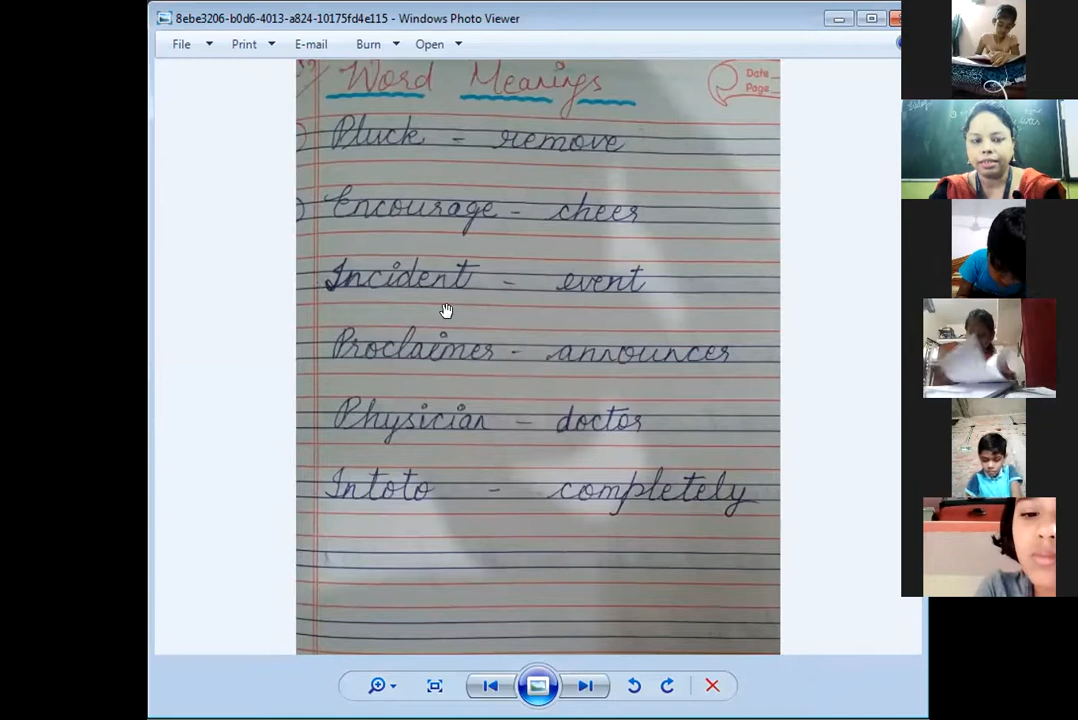 8ebe3206-b0d6-4013-a824-10175fd4e115 - Windows Photo Viewer
File Print E-mail Burn Open
Word Meanings
Date
Page
Pluck - remove
Encourage - cheer
Incident - event
Proclaimer - announcer
Physician - doctor
Intoto - completely